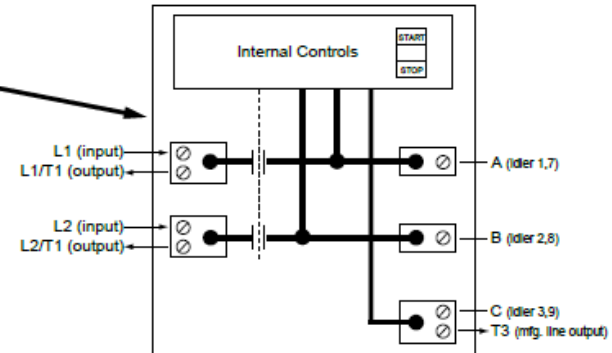 START
Internal Controls
STOP
L1 (input)
L1/T1 (output)
A (idler 1,7)
L2 (input)
L2/T1 (output)
B (idler 2,8)
C (idler 3,9)
T3 (mfg. line output)